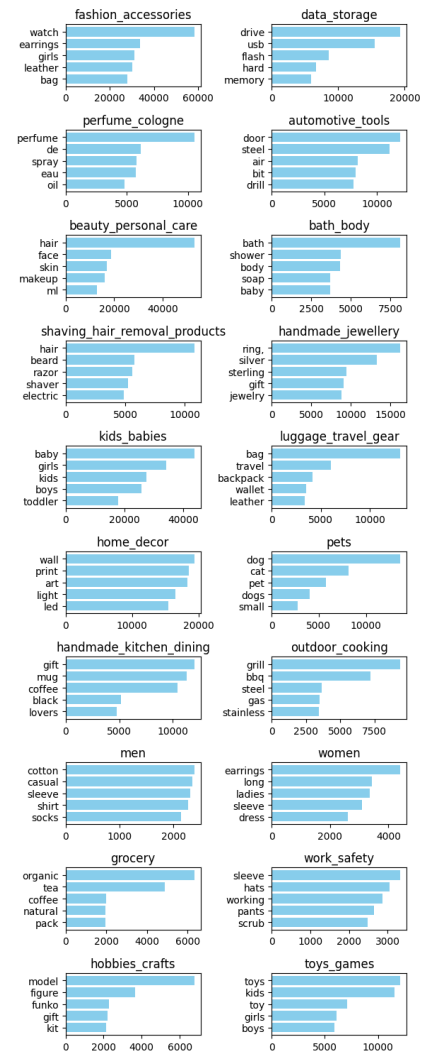 fashion_accessories
watch
earrings
girls
leather
bag
0 20000 40000 60000
data_storage
drive
usb
flash
hard
memory
0 10000 20000
perfume_cologne
perfume
de
spray
eau
oil
0 5000 10000
automotive_tools
door
steel
air
bit
drill
0 5000 10000
beauty_personal_care
hair
face
skin
makeup
ml
0 20000 40000
bath_body
bath
shower
body
soap
baby
0 2500 5000 7500
shaving_hair_removal_products
hair
beard
razor
shaver
electric
0 5000 10000
handmade_jewellery
ring,
silver
sterling
gift
jewelry
0 5000 10000 15000
kids_babies
baby
girls
kids
boys
toddler
0 20000 40000
luggage_travel_gear
bag
travel
backpack
wallet
leather
0 5000 10000
home_decor
wall
print
art
light
led
0 10000 20000
pets
dog
cat
pet
dogs
small
0 5000 10000
handmade_kitchen_dining
gift
mug
coffee
black
lovers
0 5000 10000
outdoor_cooking
grill
bbq
steel
gas
stainless
0 2500 5000 7500
men
cotton
casual
sleeve
shirt
socks
0 1000 2000
women
earrings
long
ladies
sleeve
dress
0 2000 4000
grocery
organic
tea
coffee
natural
pack
0 2000 4000 6000
work_safety
sleeve
hats
working
pants
scrub
0 1000 2000 3000
hobbies_crafts
model
figure
funko
gift
kit
0 2000 4000 6000
toys_games
toys
kids
toy
girls
boys
0 5000 10000